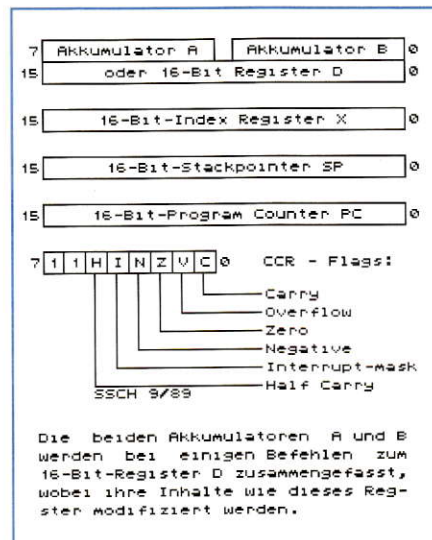 7 Akkumulator A Akkumulator B 0
15 oder 16-Bit Register D 0
15 16-Bit-Index Register X 0
15 16-Bit-Stackpointer SP 0
15 16-Bit-Program Counter PC 0
7 1 1 H I N Z V C 0 CCR - Flags:
Carry
Overflow
Zero
Negative
Interrupt-mask
Half Carry
SSCH 9/89
Die beiden Akkumulatoren A und B
werden bei einigen Befehlen zum
16-Bit-Register D zusammengefasst,
wobei ihre Inhalte wie dieses Reg-
ster modifiziert werden.